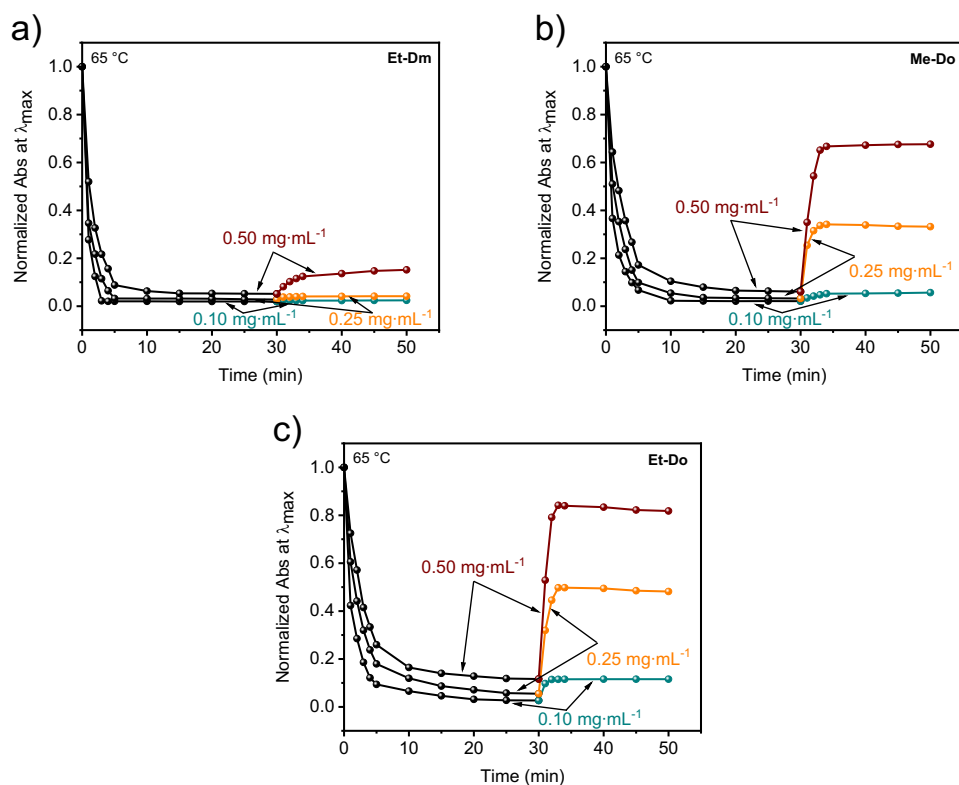 a)
65 °C
Et-Dm
Normalized Abs at λmax
1.0
0.8
0.6
0.4
0.2
0.0
0.50 mg·mL-1
0.10 mg·mL-1
0.25 mg·mL-1
0 10 20 30 40 50
Time (min)
b)
65 °C
Me-Do
Normalized Abs at λmax
1.0
0.8
0.6
0.4
0.2
0.0
0.50 mg·mL-1
0.25 mg·mL-1
0.10 mg·mL-1
0 10 20 30 40 50
Time (min)
c)
65 °C
Et-Do
Normalized Abs at λmax
1.0
0.8
0.6
0.4
0.2
0.0
0.50 mg·mL-1
0.25 mg·mL-1
0.10 mg·mL-1
0 10 20 30 40 50
Time (min)